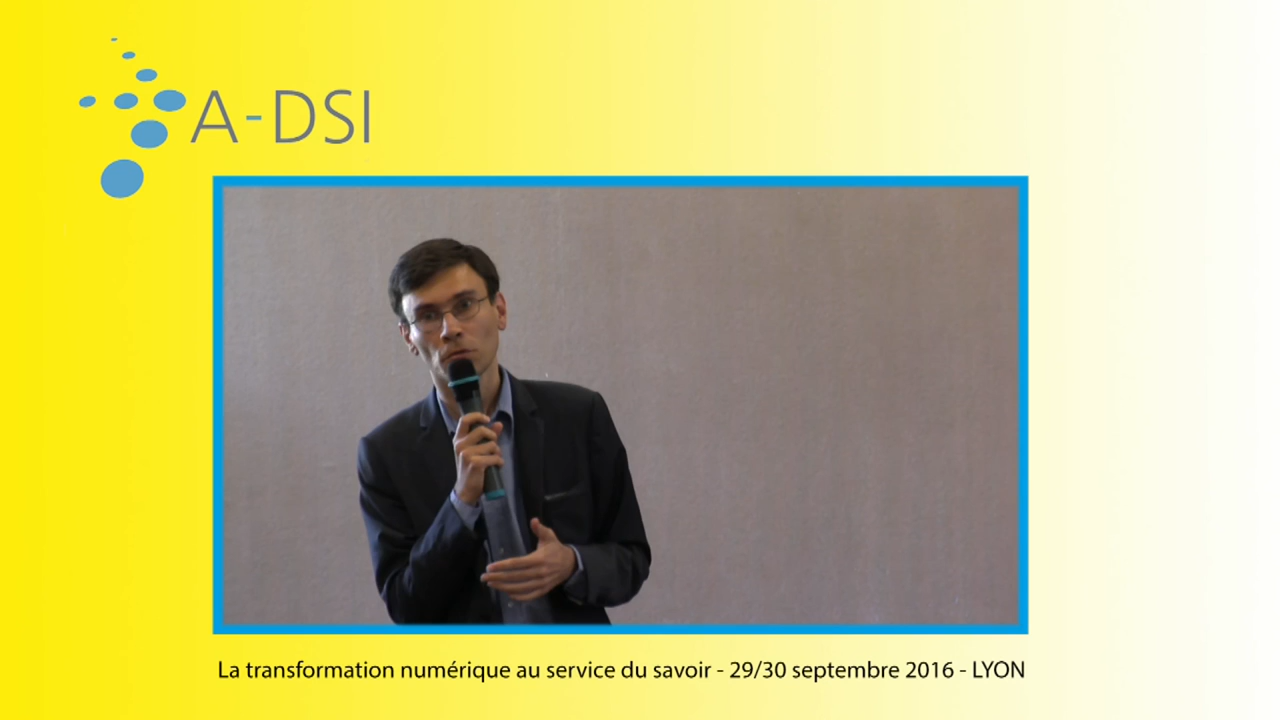 A-DSI
La transformation numérique au service du savoir - 29/30 septembre 2016 - LYON